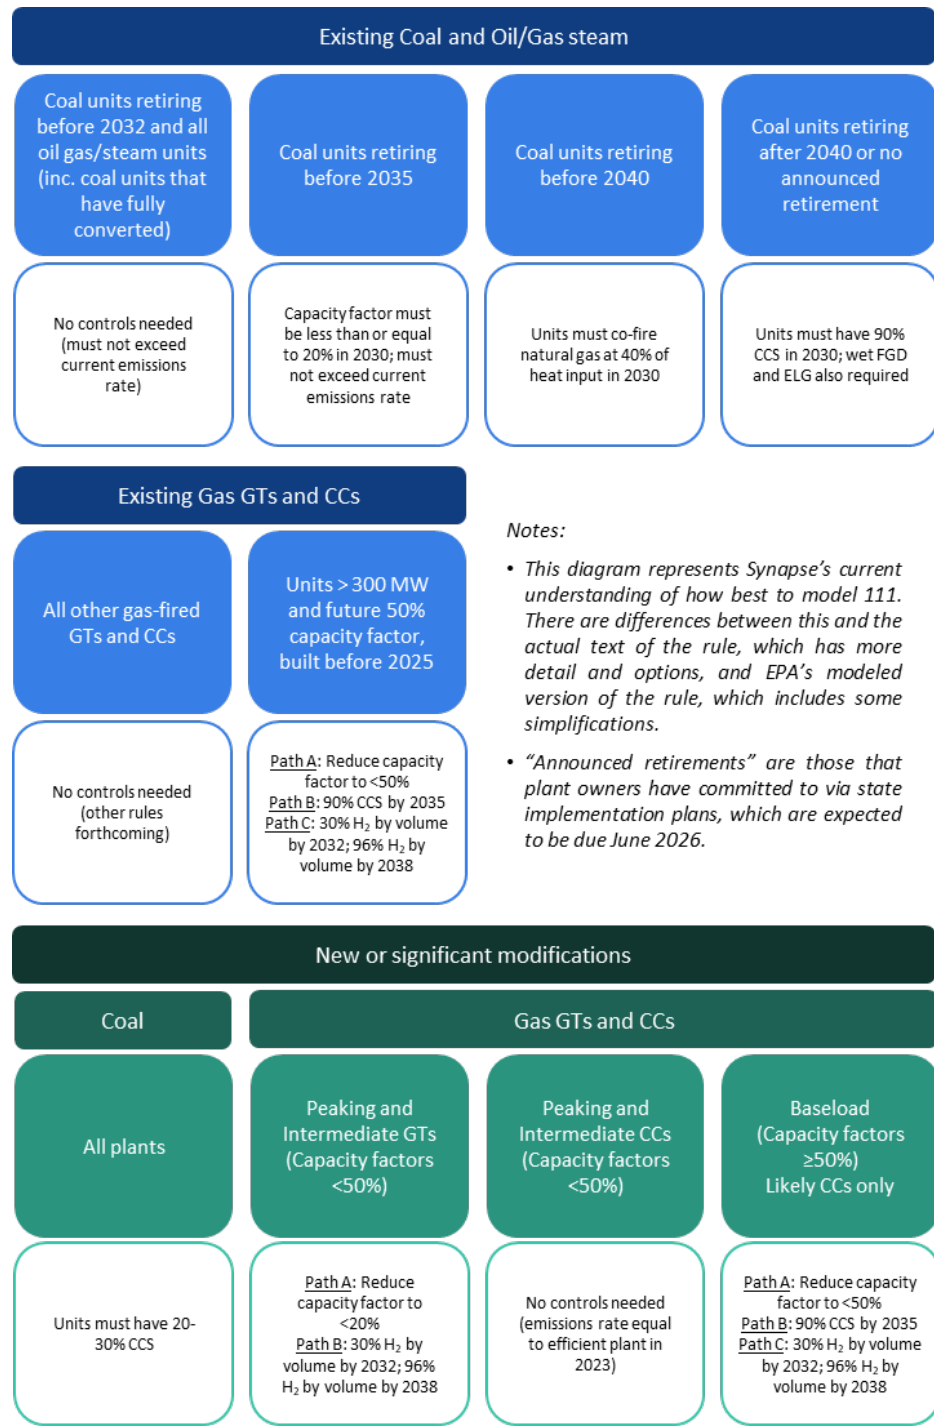 Existing Coal and Oil/Gas steam
Coal units retiring
before 2032 and all
oil gas/steam units
(inc. coal units that
have fully
converted)
Coal units retiring
before 2035
Coal units retiring
before 2040
Coal units retiring
after 2040 or no
announced
retirement
No controls needed
(must not exceed
current emissions
rate)
Capacity factor must
be less than or equal
to 20% in 2030; must
not exceed current
emissions rate
Units must co-fire
natural gas at 40% of
heat input in 2030
Units must have 90%
CCS in 2030; wet FGD
and ELG also required
Existing Gas GTs and CCs
All other gas-fired
GTs and CCs
Units > 300 MW
and future 50%
capacity factor,
built before 2025
No controls needed
(other rules
forthcoming)
Path A: Reduce capacity
factor to <50%
Path B: 90% CCS by 2035
Path C: 30% H₂ by volume
by 2032; 96% H₂ by
volume by 2038
Notes:
• This diagram represents Synapse's current
understanding of how best to model 111.
There are differences between this and the
actual text of the rule, which has more
detail and options, and EPA's modeled
version of the rule, which includes some
simplifications.
• "Announced retirements" are those that
plant owners have committed to via state
implementation plans, which are expected
to be due June 2026.
New or significant modifications
Coal
Gas GTs and CCs
All plants
Peaking and
Intermediate GTs
(Capacity factors
<50%)
Peaking and
Intermediate CCs
(Capacity factors
<50%)
Baseload
(Capacity factors
≥50%)
Likely CCs only
Units must have 20-
30% CCS
Path A: Reduce
capacity factor to
<20%
Path B: 30% H₂ by
volume by 2032; 96%
H₂ by volume by 2038
No controls needed
(emissions rate equal
to efficient plant in
2023)
Path A: Reduce capacity
factor to <50%
Path B: 90% CCS by 2035
Path C: 30% H₂ by volume
by 2032; 96% H₂ by
volume by 2038